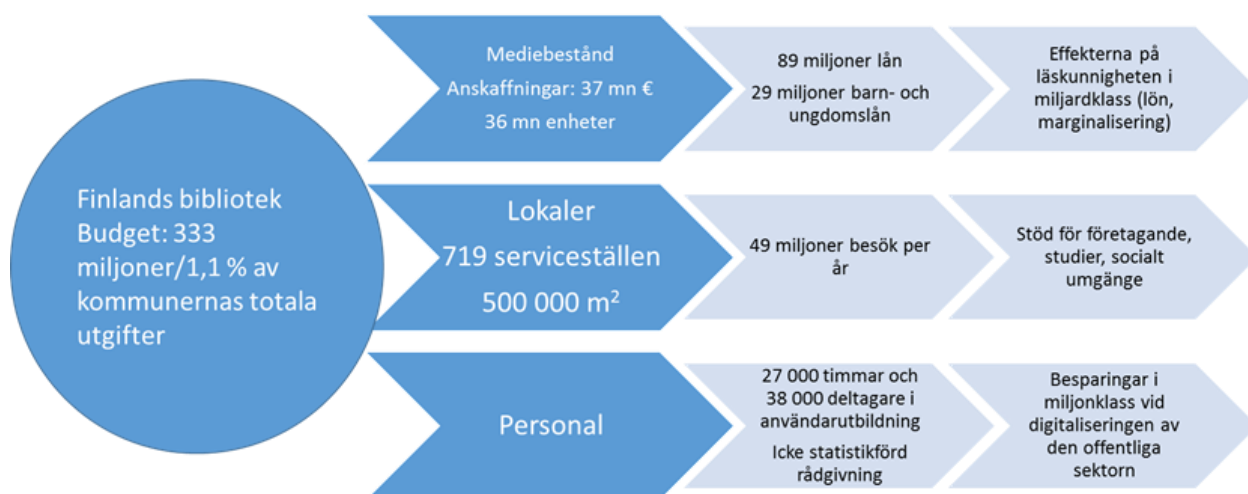 Finlands bibliotek
Budget: 333
miljoner/1,1 % av
kommunernas totala
utgifter
Mediebestånd
Anskaffningar: 37 mn €
36 mn enheter
89 miljoner lån
29 miljoner barn- och
ungdomslån
Effekterna på
läskunnigheten i
miljardklass (lön,
marginalisering)
Lokaler
719 serviceställen
500 000 m²
49 miljoner besök per
år
Stöd för företagande,
studier, socialt
umgänge
Personal
27 000 timmar och
38 000 deltagare i
användarutbildning
Icke statistikförd
rådgivning
Besparingar i
miljonklass vid
digitaliseringen av
den offentliga
sektorn